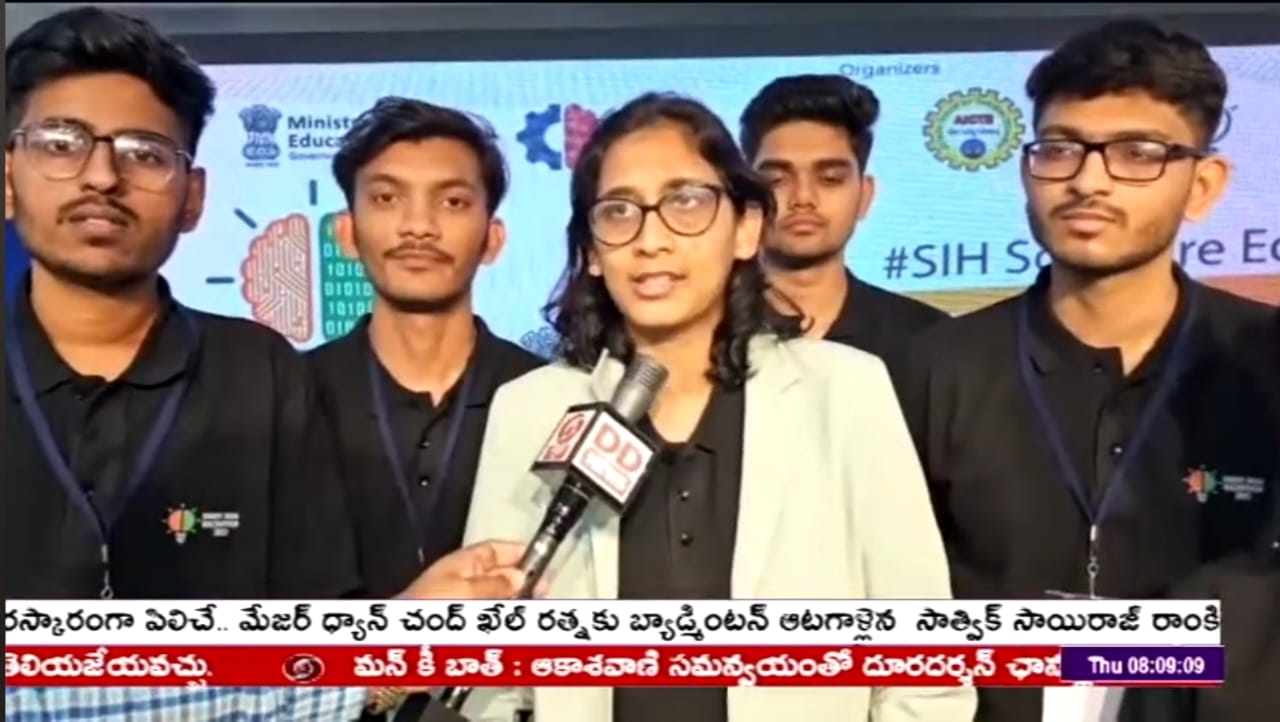 Organizers
AICTE
#SIH
DD
రస్కారంగా పిలిచే.. మేజర్ ధ్యాన్ చంద్ ఖేల్ రత్నకు బ్యాడ్మింటన్ ఆటగాళ్లైన సాత్విక్ సాయిరాజ్ రాంకి
తెలియజేయవచ్చు. మన్ కీ బాత్ : ఆకాశవాణి సమన్వయంతో దూరదర్శన్ Thu 08:09:09